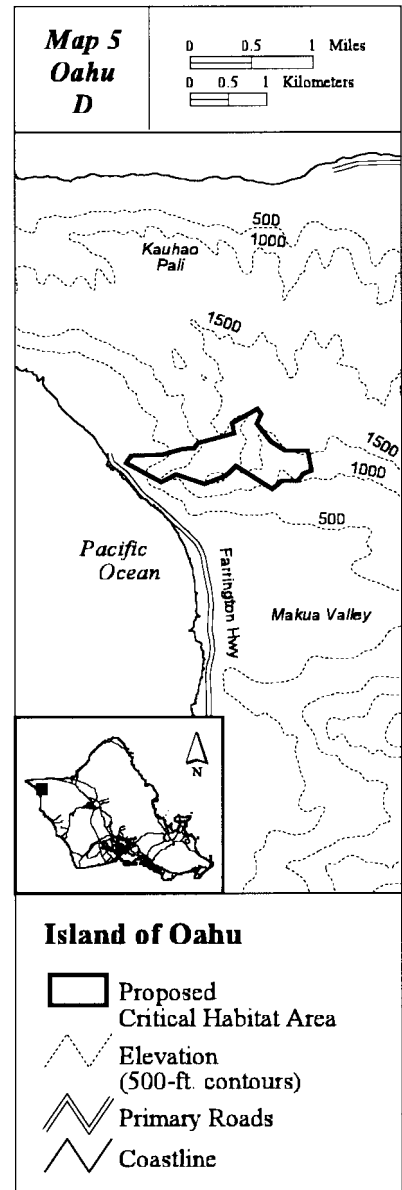 Map 5
Oahu
D
0 0.5 1 Miles
0 0.5 1 Kilometers
500
1000
Kauhao
Pali
1500
1500
1000
500
Pacific
Ocean
Farrington Hwy
Makua Valley
N
Island of Oahu
Proposed
Critical Habitat Area
Elevation
(500-ft. contours)
Primary Roads
Coastline